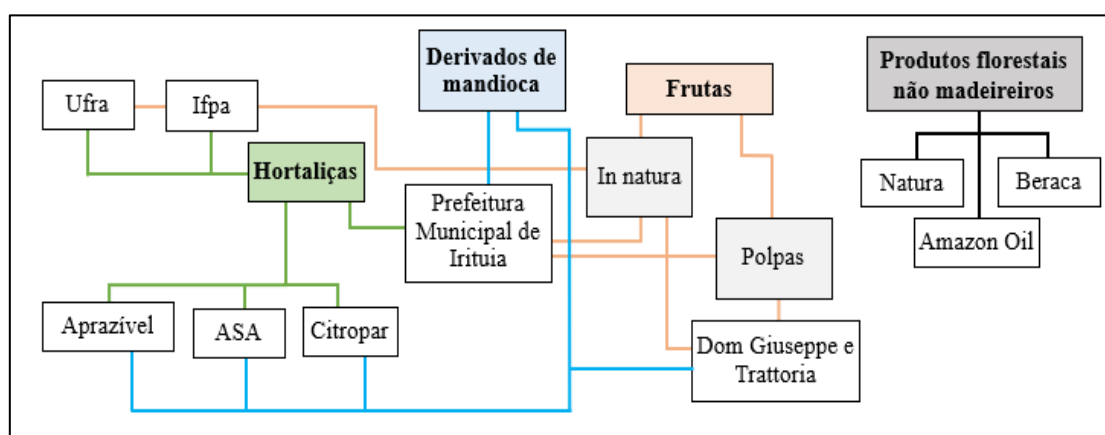 Derivados de
mandioca
Produtos florestais
não madeireiros
Frutas
Ufra
Ifpa
Hortaliças
In natura
Natura
Beraca
Prefeitura
Municipal de
Irituia
Amazon Oil
Polpas
Aprazível
ASA
Citropar
Dom Giuseppe e
Trattoria